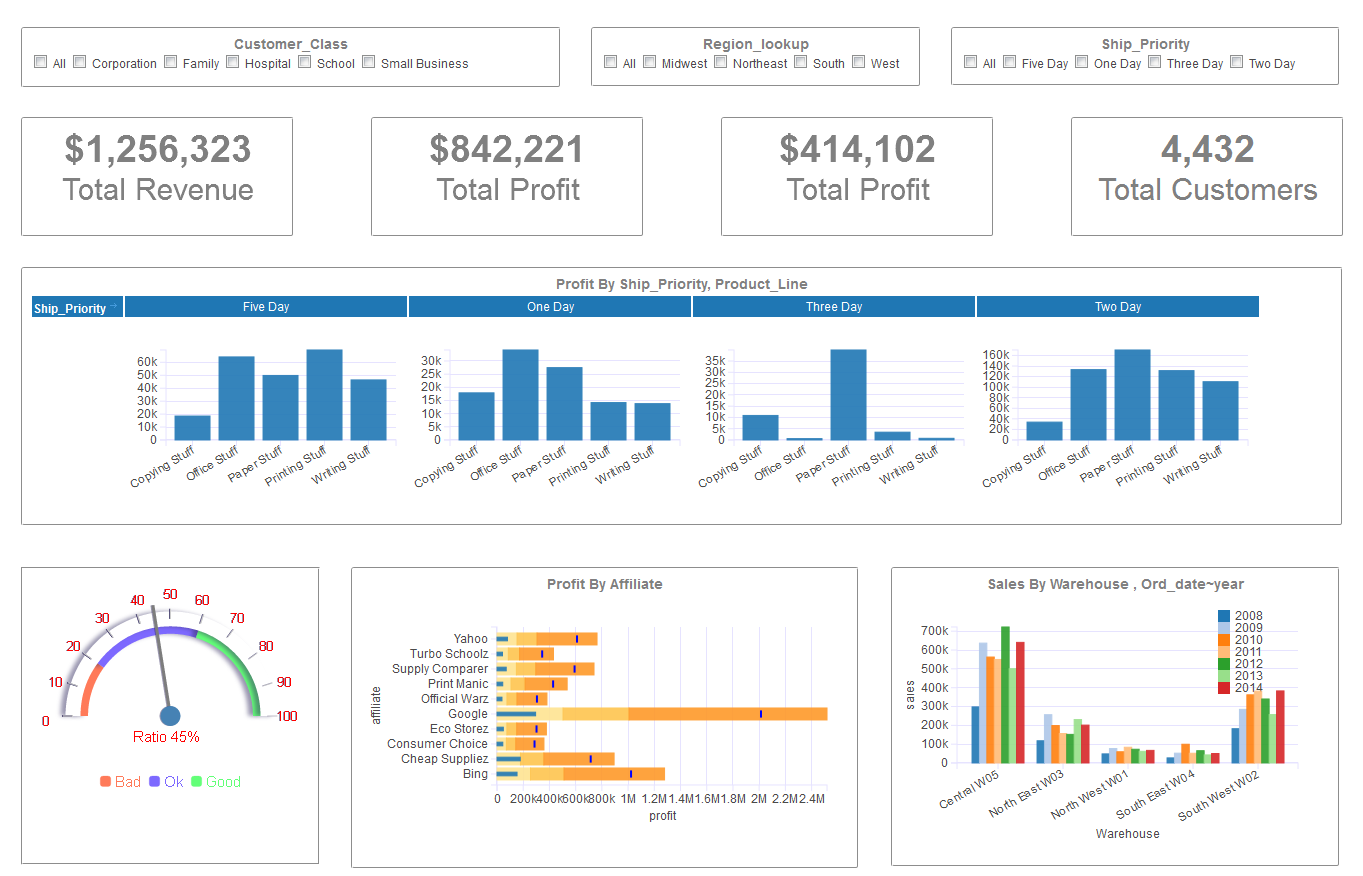 Customer_Class
All Corporation Family Hospital School Small Business
Region_lookup
All Midwest Northeast South West
Ship_Priority
All Five Day One Day Three Day Two Day
$1,256,323
Total Revenue
$842,221
Total Profit
$414,102
Total Profit
4,432
Total Customers
Profit By Ship_Priority, Product_Line
Ship_Priority → Five Day One Day Three Day Two Day
60k
50k
40k
30k
20k
10k
0
Copying Stuff Office Stuff Paper Stuff Printing Stuff Writing Stuff
30k
25k
20k
15k
10k
5k
0
Copying Stuff Office Stuff Paper Stuff Printing Stuff Writing Stuff
35k
30k
25k
20k
15k
10k
5k
0
Copying Stuff Office Stuff Paper Stuff Printing Stuff Writing Stuff
160k
140k
120k
100k
80k
60k
40k
20k
0
Copying Stuff Office Stuff Paper Stuff Printing Stuff Writing Stuff
0 10 20 30 40 50 60 70 80 90 100
Ratio 45%
Bad Ok Good
Profit By Affiliate
affiliate
Yahoo
Turbo Schoolz
Supply Comparer
Print Manic
Official Warz
Google
Eco Storez
Consumer Choice
Cheap Suppliez
Bing
0 200k 400k 600k 800k 1M 1.2M 1.4M 1.6M 1.8M 2M 2.2M 2.4M
profit
Sales By Warehouse , Ord_date~year
2008
2009
2010
2011
2012
2013
2014
sales
700k
600k
500k
400k
300k
200k
100k
0
Central W05 North East W03 North West W01 South East W04 South West W02
Warehouse